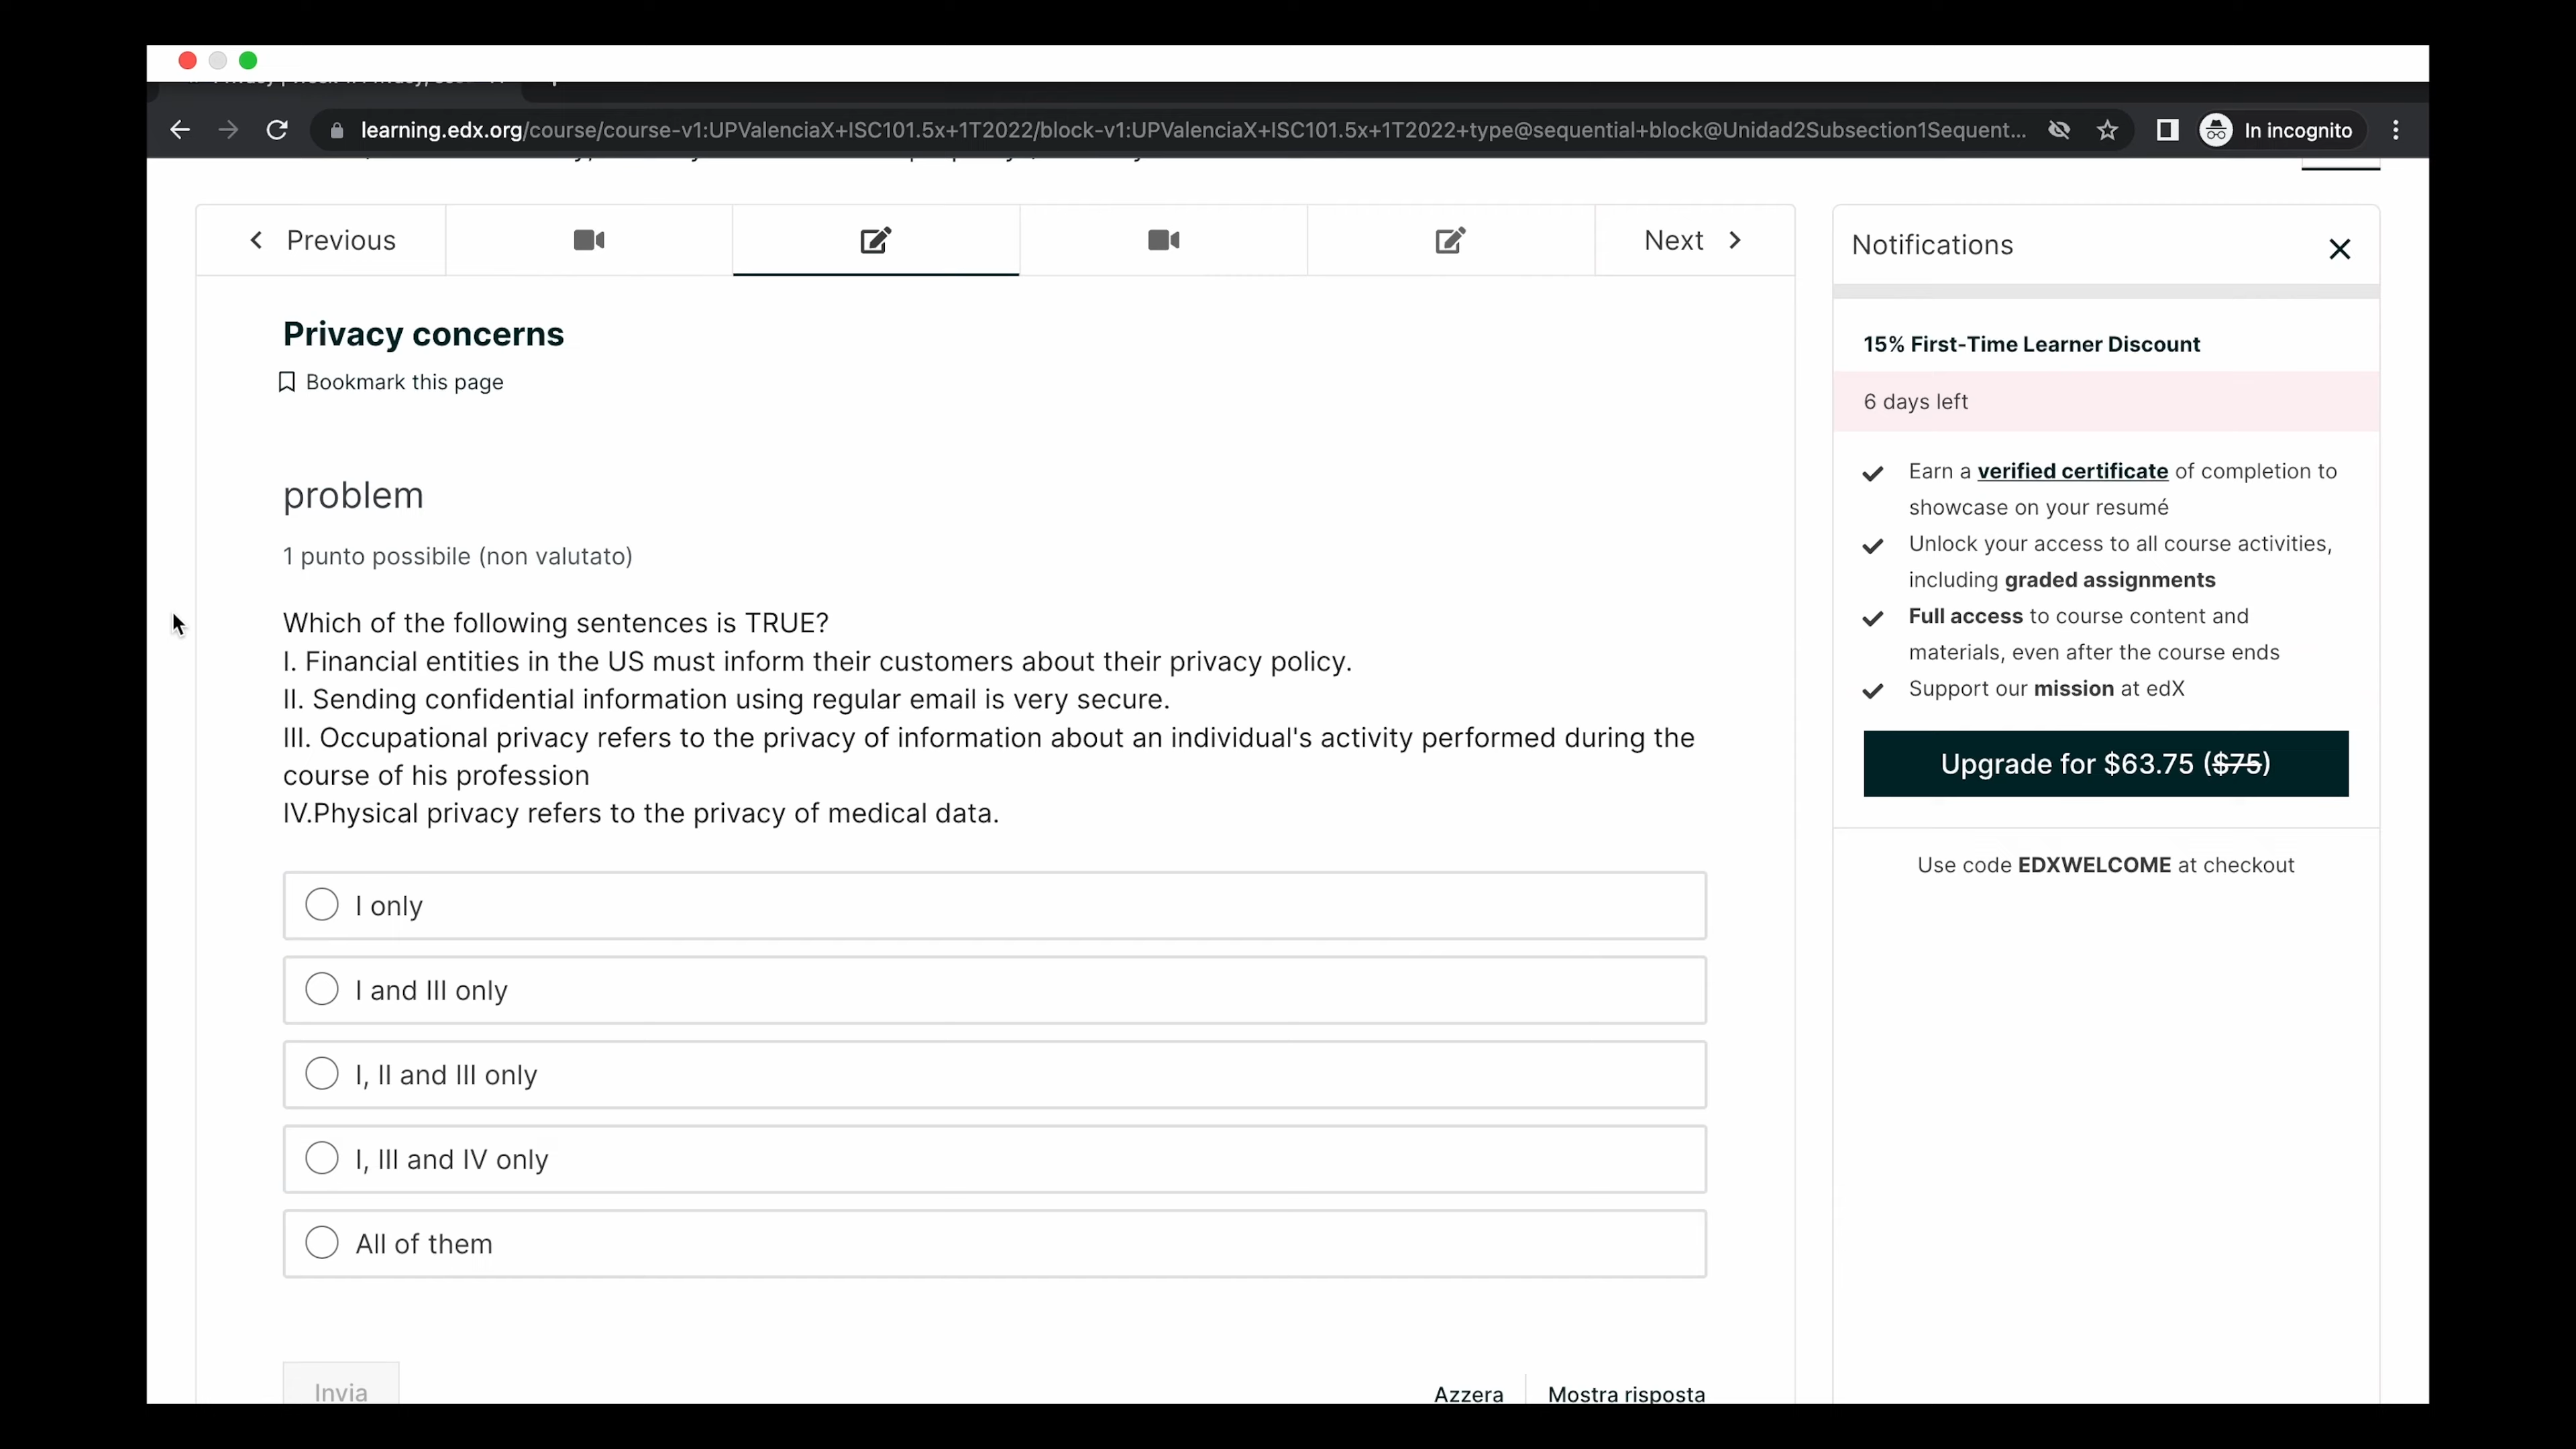 learning.edx.org/course/course-v1:UPValenciaX+ISC101.5x+1T2022/block-v1:UPValenciaX+ISC101.5x+1T2022+type@sequential+block@Unidad2Subsection1Sequent...
In incognito
Previous
Next
Notifications
Privacy concerns
Bookmark this page
15% First-Time Learner Discount
6 days left
Earn a verified certificate of completion to
showcase on your resumé
Unlock your access to all course activities,
including graded assignments
Full access to course content and
materials, even after the course ends
Support our mission at edX
Upgrade for $63.75 ($75)
Use code EDXWELCOME at checkout
problem
1 punto possibile (non valutato)
Which of the following sentences is TRUE?
I. Financial entities in the US must inform their customers about their privacy policy.
II. Sending confidential information using regular email is very secure.
III. Occupational privacy refers to the privacy of information about an individual's activity performed during the
course of his profession
IV.Physical privacy refers to the privacy of medical data.
I only
I and III only
I, II and III only
I, III and IV only
All of them
Invia
Azzera
Mostra risposta